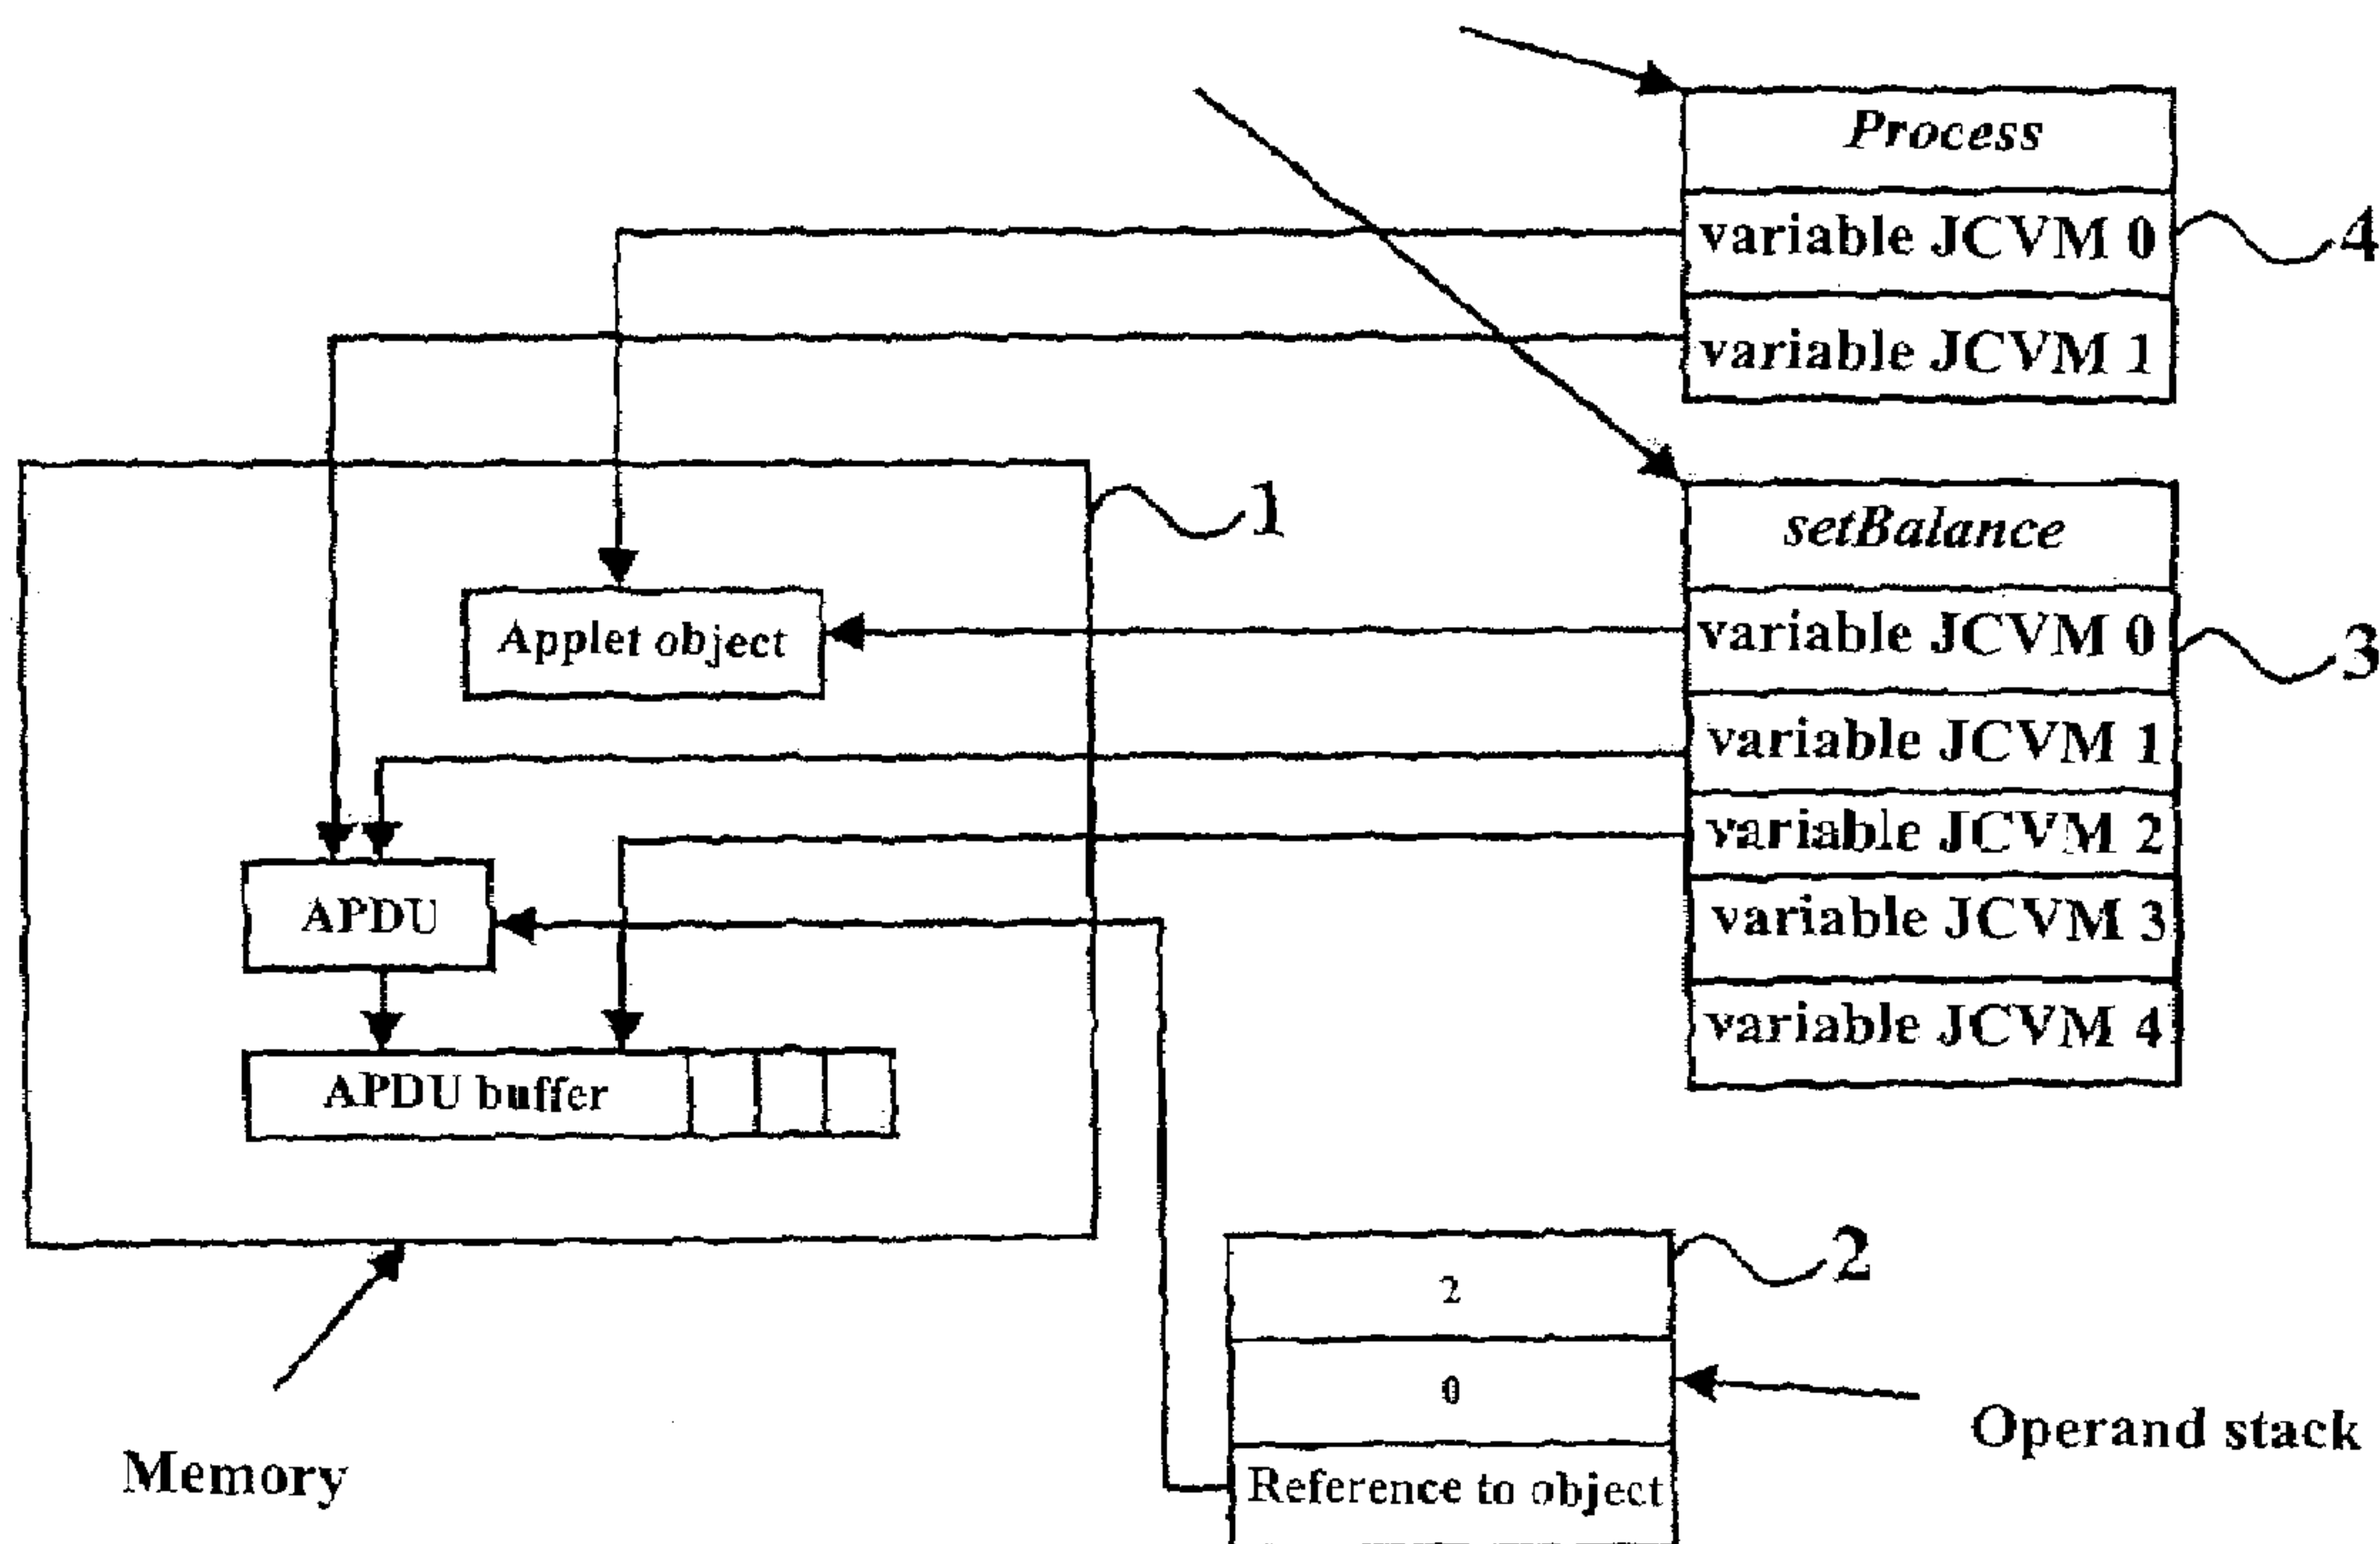 Process
variable JCVM 0
4
variable JCVM 1
1
setBalance
Applet object
variable JCVM 0
3
variable JCVM 1
variable JCVM 2
APDU
variable JCVM 3
variable JCVM 4
APDU buffer
2
2
0
Operand stack
Memory
Reference to object